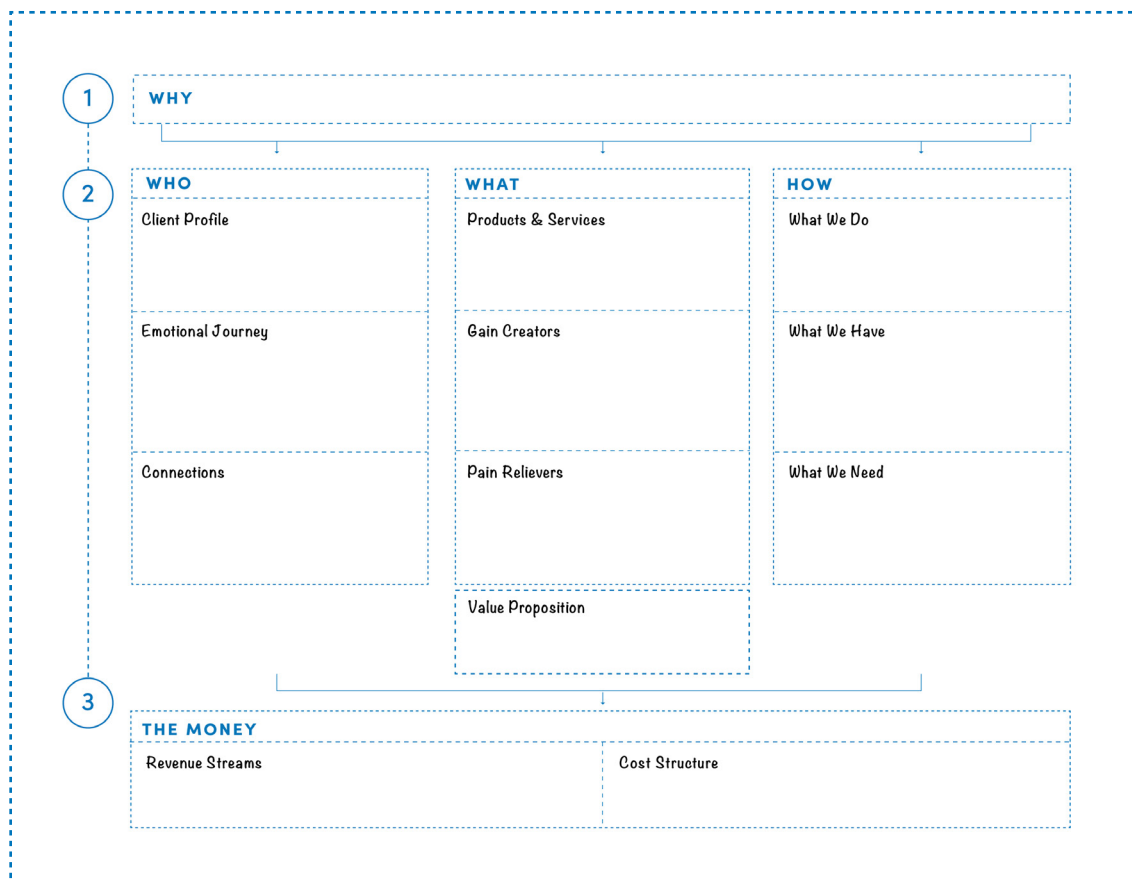 1
WHY
2
WHO
Client Profile
Emotional Journey
Connections
WHAT
Products & Services
Gain Creators
Pain Relievers
Value Proposition
HOW
What We Do
What We Have
What We Need
3
THE MONEY
Revenue Streams
Cost Structure